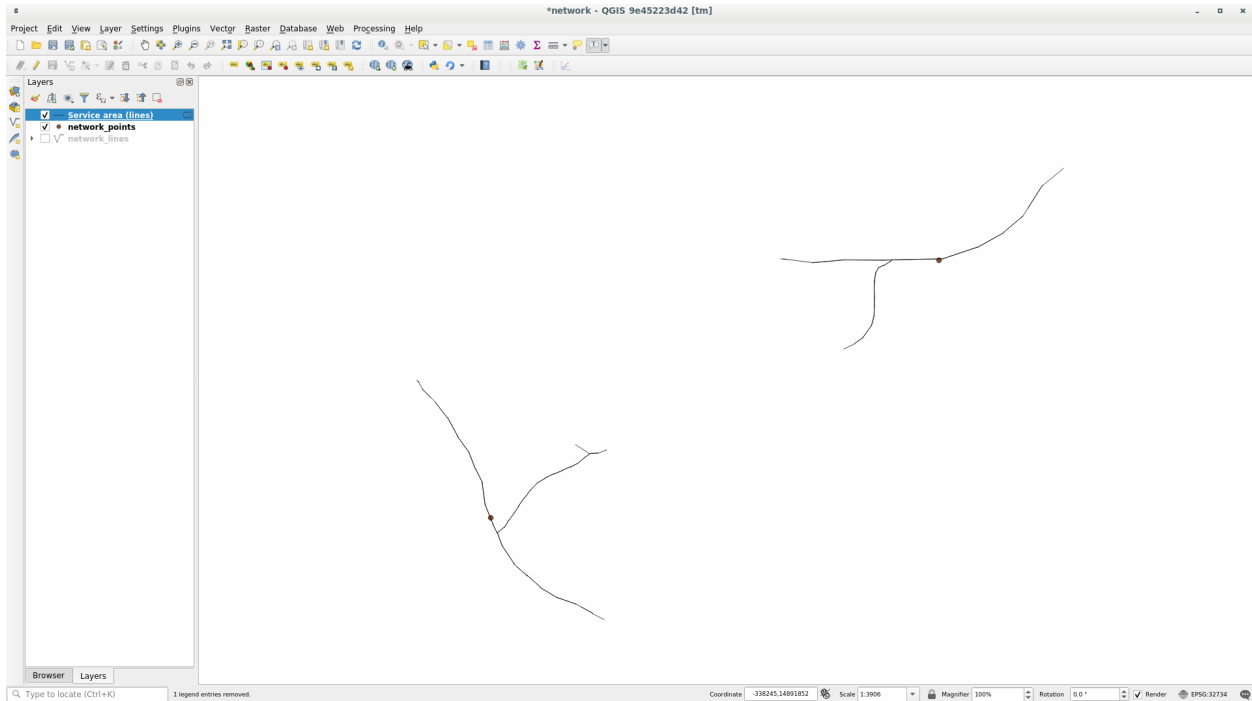 *network - QGIS 9e45223d42 [tm]
Project Edit View Layer Settings Plugins Vector Raster Database Web Processing Help
Layers
Service area (lines)
network_points
network_lines
Browser Layers
Type to locate (Ctrl+K) 1 legend entries removed. Coordinate -338245,14891852 Scale 1:3906 Magnifier 100% Rotation 0.0 ° Render EPSG:32734